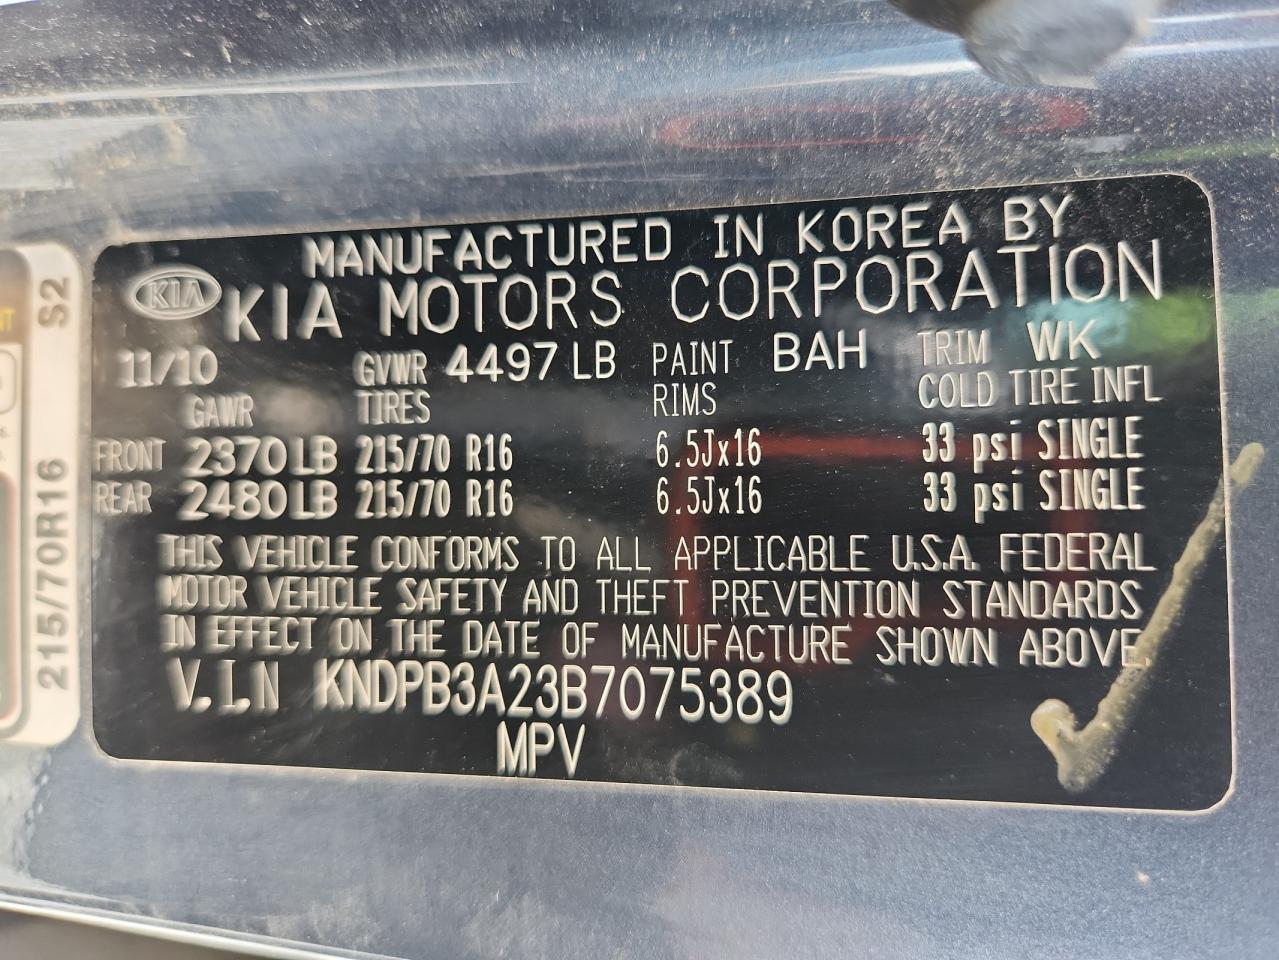 MANUFACTURED IN KOREA BY
KIA KIA MOTORS CORPORATION
11/10 GVWR 4497 LB PAINT BAH TRIM WK
GAWR TIRES RIMS COLD TIRE INFL
FRONT 2370 LB 215/70 R16 6.5Jx16 33 psi SINGLE
REAR 2480 LB 215/70 R16 6.5Jx16 33 psi SINGLE
THIS VEHICLE CONFORMS TO ALL APPLICABLE U.S.A. FEDERAL
MOTOR VEHICLE SAFETY AND THEFT PREVENTION STANDARDS
IN EFFECT ON THE DATE OF MANUFACTURE SHOWN ABOVE.
V.I.N KNDPB3A23B7075389
MPV
215/70R16 S2